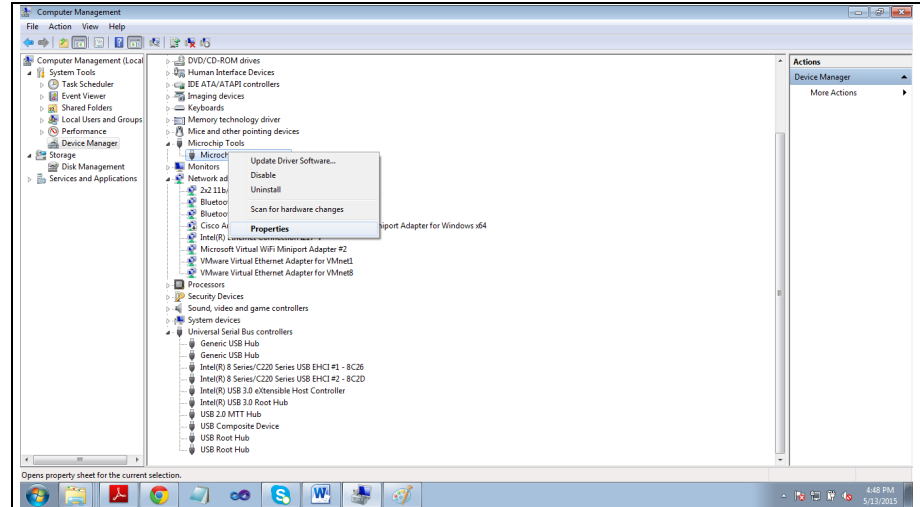 Computer Management
File Action View Help
Computer Management (Local
System Tools
Task Scheduler
Event Viewer
Shared Folders
Local Users and Groups
Performance
Device Manager
Storage
Disk Management
Services and Applications
DVD/CD-ROM drives
Human Interface Devices
IDE ATA/ATAPI controllers
Imaging devices
Keyboards
Memory technology driver
Mice and other pointing devices
Microchip Tools
Microch
Monitors
Network ad
2x2 11b/
Bluetoo
Bluetoo
Cisco A
niport Adapter for Windows x64
Intel(R)
Microsoft Virtual WiFi Miniport Adapter #2
VMware Virtual Ethernet Adapter for VMnet1
VMware Virtual Ethernet Adapter for VMnet8
Processors
Security Devices
Sound, video and game controllers
System devices
Universal Serial Bus controllers
Generic USB Hub
Generic USB Hub
Intel(R) 8 Series/C220 Series USB EHCI #1 - 8C26
Intel(R) 8 Series/C220 Series USB EHCI #2 - 8C2D
Intel(R) USB 3.0 eXtensible Host Controller
Intel(R) USB 3.0 Root Hub
USB 2.0 MTT Hub
USB Composite Device
USB Root Hub
USB Root Hub
Update Driver Software...
Disable
Uninstall
Scan for hardware changes
Properties
Actions
Device Manager
More Actions
Opens property sheet for the current selection.
4:48 PM
5/13/2015